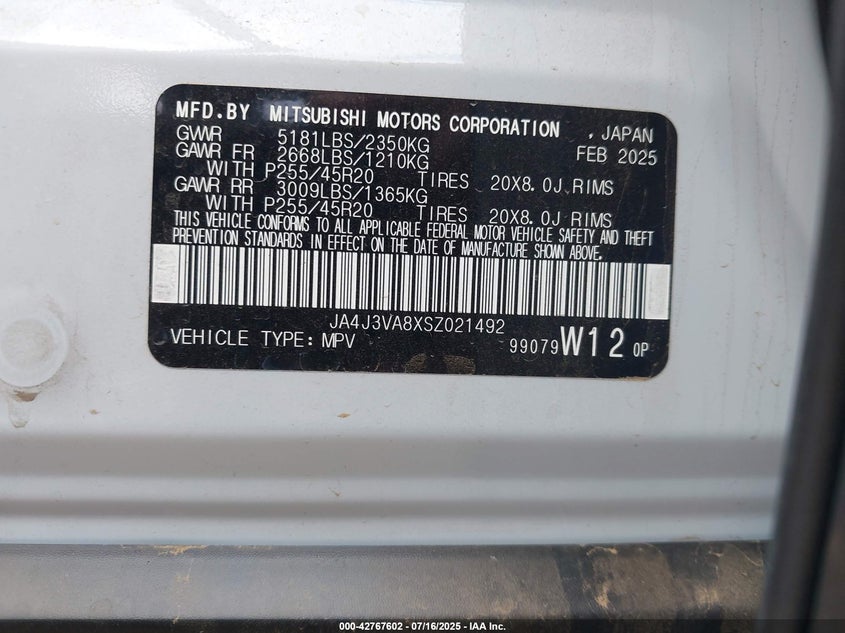 MFD.BY MITSUBISHI MOTORS CORPORATION , JAPAN
GWWR 5181LBS/2350KG FEB 2025
GAWR FR 2668LBS/1210KG
WITH P255/45R20 TIRES 20X8.0J RIMS
GAWR RR 3009LBS/1365KG
WITH P255/45R20 TIRES 20X8.0J RIMS
THIS VEHICLE CONFORMS TO ALL APPLICABLE FEDERAL MOTOR VEHICLE SAFETY AND THEFT
PREVENTION STANDARDS IN EFFECT ON THE DATE OF MANUFACTURE SHOWN ABOVE.
JA4J3VA8XSZ021492
VEHICLE TYPE: MPV 99079 W12 0P
000-42767602 - 07/16/2025 - IAA Inc.